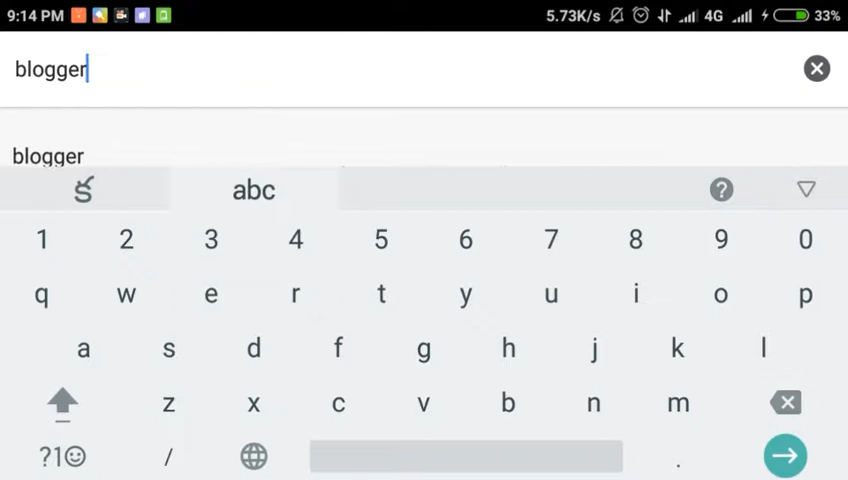 9:14 PM 5.73K/s 4G 33%
blogger
blogger
క abc ?
1 2 3 4 5 6 7 8 9 0
q w e r t y u i o p
a s d f g h j k l
z x c v b n m
?1☺ / .